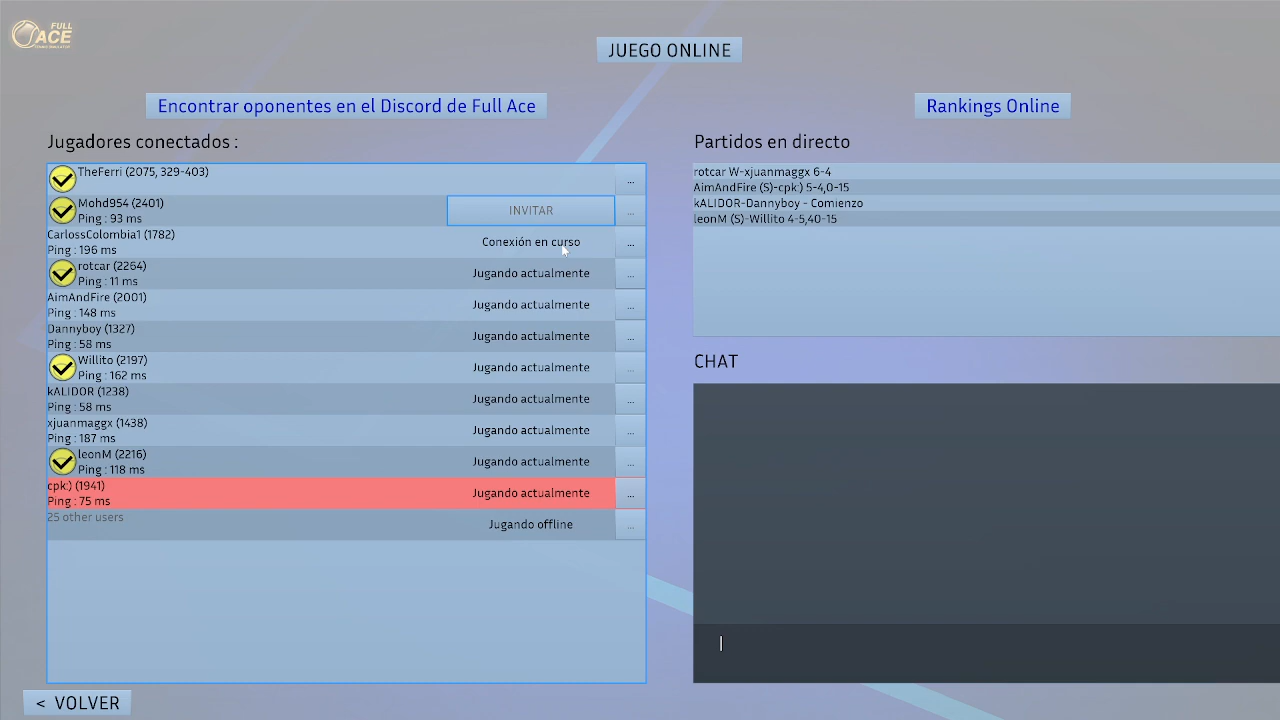 FULL
ACE
TENNIS SIMULATOR
JUEGO ONLINE
Encontrar oponentes en el Discord de Full Ace
Rankings Online
Jugadores conectados :
TheFerri (2075, 329-403)
...
Mohd954 (2401)
Ping : 93 ms
INVITAR
...
CarlossColombia1 (1782)
Ping : 196 ms
Conexión en curso
...
rotcar (2264)
Ping : 11 ms
Jugando actualmente
...
AimAndFire (2001)
Ping : 148 ms
Jugando actualmente
...
Dannyboy (1327)
Ping : 58 ms
Jugando actualmente
...
Willito (2197)
Ping : 162 ms
Jugando actualmente
...
kALIDOR (1238)
Ping : 58 ms
Jugando actualmente
...
xjuanmaggx (1438)
Ping : 187 ms
Jugando actualmente
...
leonM (2216)
Ping : 118 ms
Jugando actualmente
...
cpk:) (1941)
Ping : 75 ms
Jugando actualmente
...
25 other users
Jugando offline
...
Partidos en directo
rotcar W-xjuanmaggx 6-4
AimAndFire (S)-cpk:) 5-4,0-15
kALIDOR-Dannyboy - Comienzo
leonM (S)-Willito 4-5,40-15
CHAT
< VOLVER